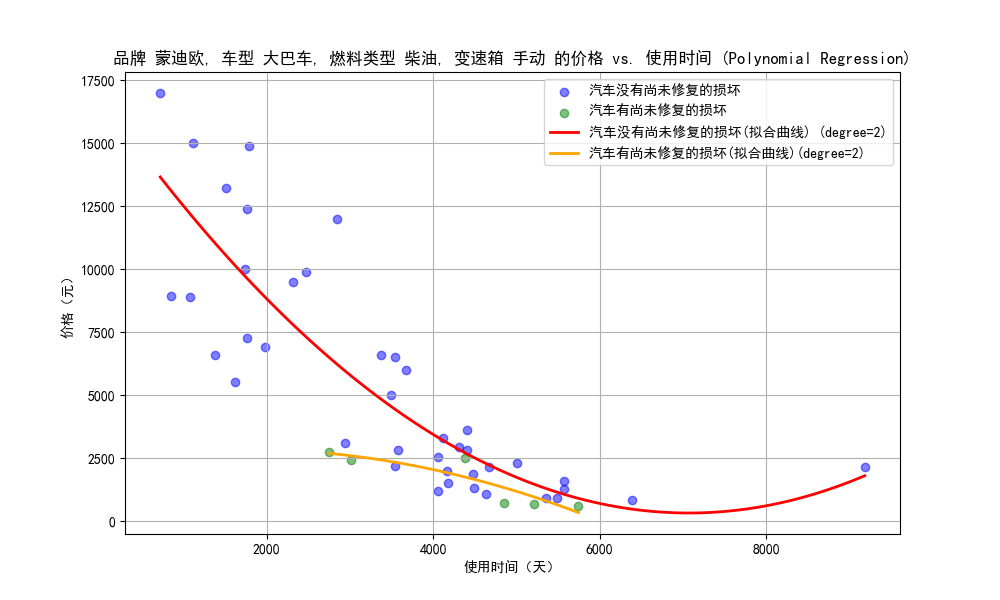 品牌 蒙迪欧, 车型 大巴车, 燃料类型 柴油, 变速箱 手动 的价格 vs. 使用时间 (Polynomial Regression)
17500
15000
12500
10000
7500
5000
2500
0
价格（元）
汽车没有尚未修复的损坏
汽车有尚未修复的损坏
汽车没有尚未修复的损坏(拟合曲线) (degree=2)
汽车有尚未修复的损坏(拟合曲线)(degree=2)
2000 4000 6000 8000
使用时间（天）